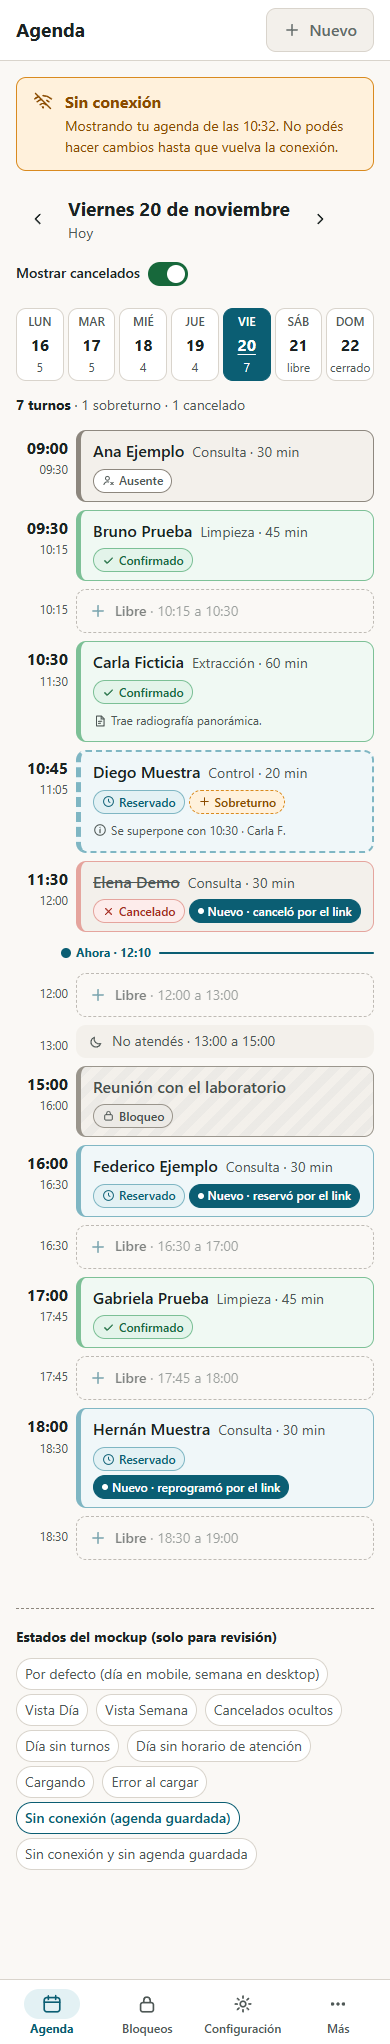 Agenda
+ Nuevo
Sin conexión
Mostrando tu agenda de las 10:32. No podés
hacer cambios hasta que vuelva la conexión.
Viernes 20 de noviembre
Hoy
Mostrar cancelados
LUN MAR MIÉ JUE VIE SÁB DOM
16 17 18 19 20 21 22
5 5 4 4 7 libre cerrado
7 turnos · 1 sobreturno · 1 cancelado
09:00 Ana Ejemplo Consulta · 30 min
09:30 Ausente
09:30 Bruno Prueba Limpieza · 45 min
10:15 Confirmado
10:15 + Libre · 10:15 a 10:30
10:30 Carla Ficticia Extracción · 60 min
11:30 Confirmado
Trae radiografía panorámica.
10:45 Diego Muestra Control · 20 min
11:05 Reservado + Sobreturno
Se superpone con 10:30 · Carla F.
11:30 Elena Demo Consulta · 30 min
12:00 Cancelado Nuevo · canceló por el link
Ahora · 12:10
12:00 + Libre · 12:00 a 13:00
13:00 No atendés · 13:00 a 15:00
15:00 Reunión con el laboratorio
16:00 Bloqueo
16:00 Federico Ejemplo Consulta · 30 min
16:30 Reservado Nuevo · reservó por el link
16:30 + Libre · 16:30 a 17:00
17:00 Gabriela Prueba Limpieza · 45 min
17:45 Confirmado
17:45 + Libre · 17:45 a 18:00
18:00 Hernán Muestra Consulta · 30 min
18:30 Reservado
Nuevo · reprogramó por el link
18:30 + Libre · 18:30 a 19:00
Estados del mockup (solo para revisión)
Por defecto (día en mobile, semana en desktop)
Vista Día Vista Semana Cancelados ocultos
Día sin turnos Día sin horario de atención
Cargando Error al cargar
Sin conexión (agenda guardada)
Sin conexión y sin agenda guardada
Agenda Bloqueos Configuración Más